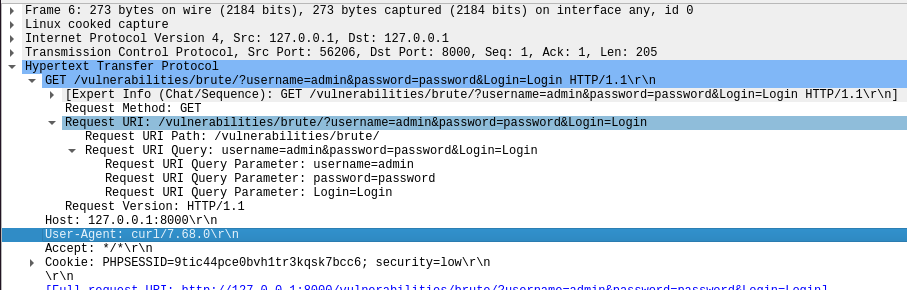 Frame 6: 273 bytes on wire (2184 bits), 273 bytes captured (2184 bits) on interface any, id 0
Linux cooked capture
Internet Protocol Version 4, Src: 127.0.0.1, Dst: 127.0.0.1
Transmission Control Protocol, Src Port: 56206, Dst Port: 8000, Seq: 1, Ack: 1, Len: 205
Hypertext Transfer Protocol
GET /vulnerabilities/brute/?username=admin&password=password&Login=Login HTTP/1.1\r\n
[Expert Info (Chat/Sequence): GET /vulnerabilities/brute/?username=admin&password=password&Login=Login HTTP/1.1\r\n]
Request Method: GET
Request URI: /vulnerabilities/brute/?username=admin&password=password&Login=Login
Request URI Path: /vulnerabilities/brute/
Request URI Query: username=admin&password=password&Login=Login
Request URI Query Parameter: username=admin
Request URI Query Parameter: password=password
Request URI Query Parameter: Login=Login
Request Version: HTTP/1.1
Host: 127.0.0.1:8000\r\n
User-Agent: curl/7.68.0\r\n
Accept: */*\r\n
Cookie: PHPSESSID=9tic44pce0bvh1tr3kqsk7bcc6; security=low\r\n
\r\n
[Full request URI: http://127.0.0.1:8000/vulnerabilities/brute/?username=admin&password=password&Login=Login]